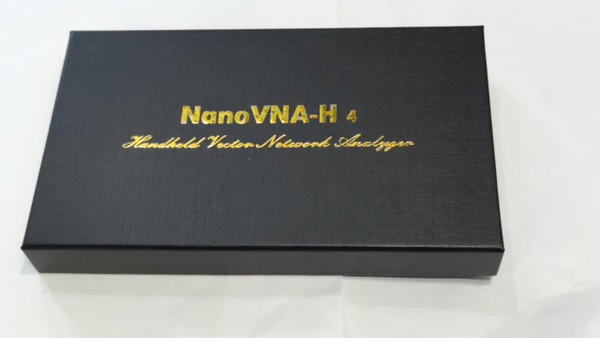 NanoVNA-H 4
Handheld Vector Network Analyzer